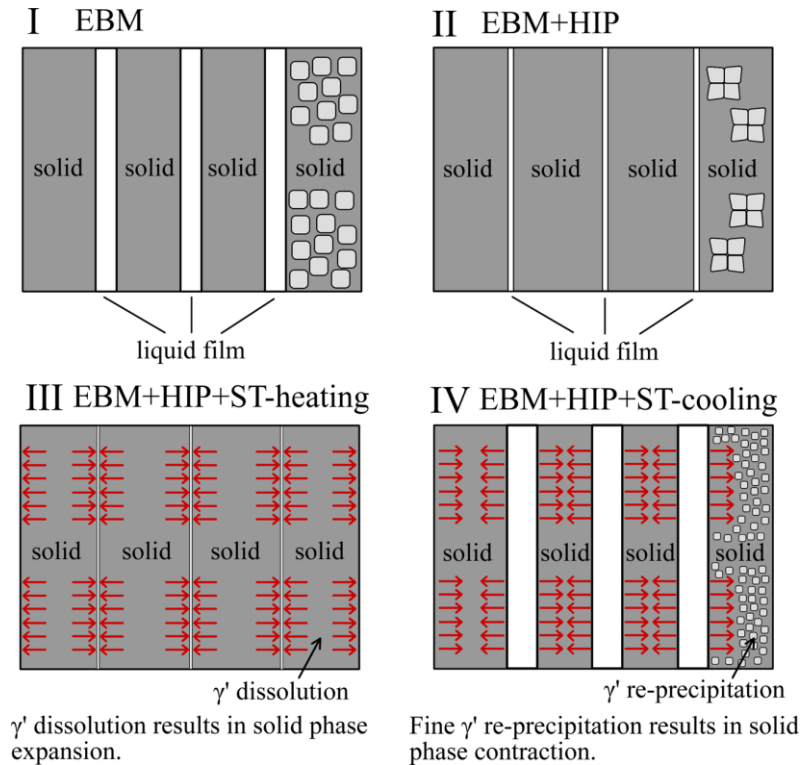 I EBM
solid solid solid solid
liquid film
II EBM+HIP
solid solid solid solid
liquid film
III EBM+HIP+ST-heating
solid solid solid solid
γ' dissolution
γ' dissolution results in solid phase
expansion.
IV EBM+HIP+ST-cooling
solid solid solid solid
γ' re-precipitation
Fine γ' re-precipitation results in solid
phase contraction.